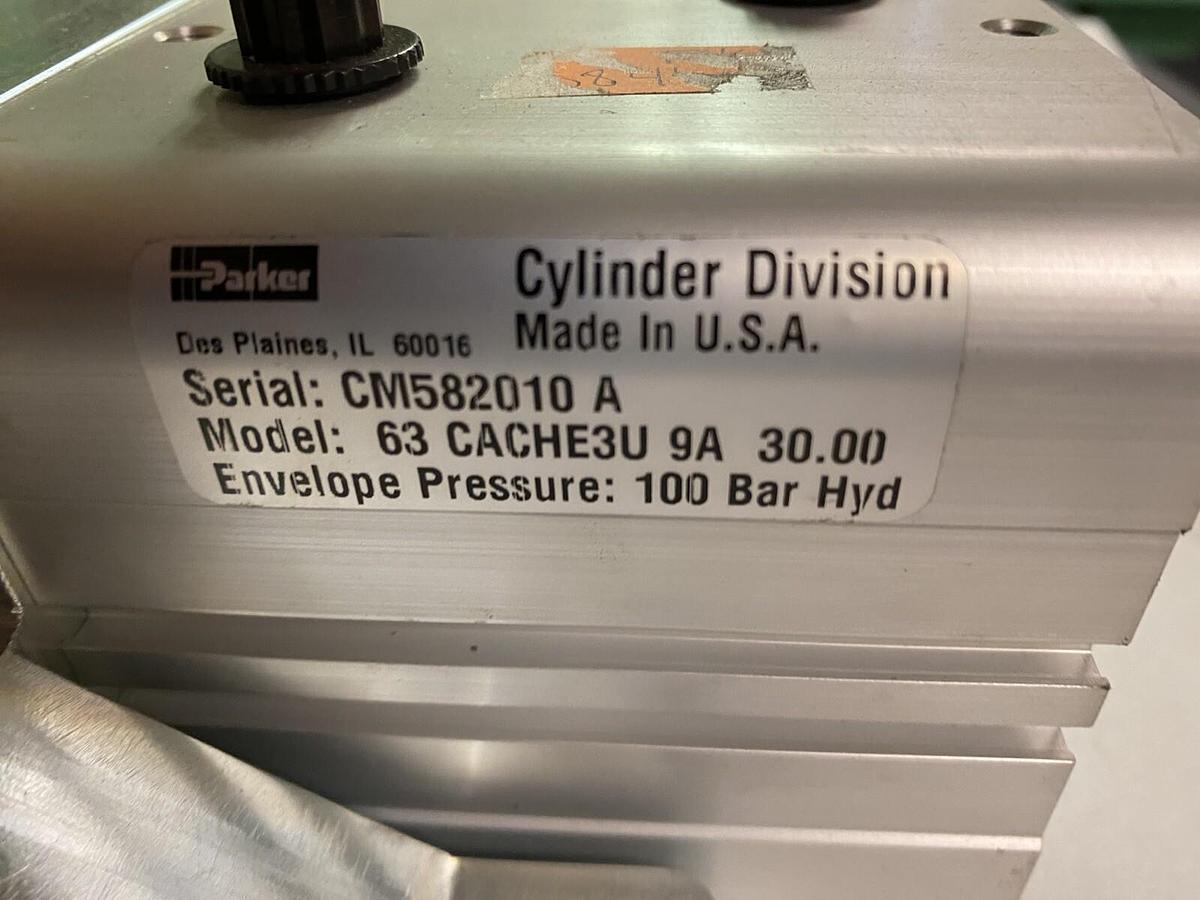 84
Parker
Cylinder Division
Des Plaines, IL 60016
Made In U.S.A.
Serial: CM582010 A
Model: 63 CACHE3U 9A 30.00
Envelope Pressure: 100 Bar Hyd